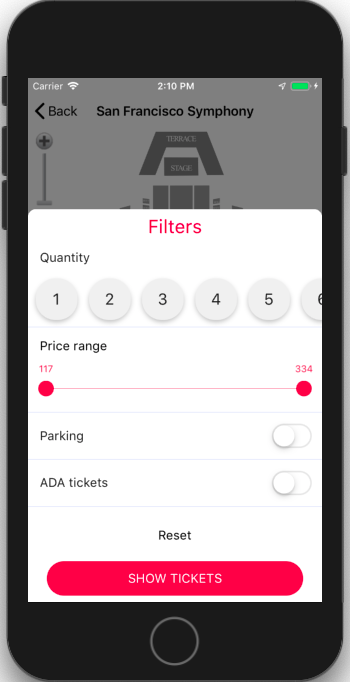 Carrier 2:10 PM
Back San Francisco Symphony
TERRACE
STAGE
Filters
Quantity
1 2 3 4 5 6
Price range
117 334
Parking
ADA tickets
Reset
SHOW TICKETS